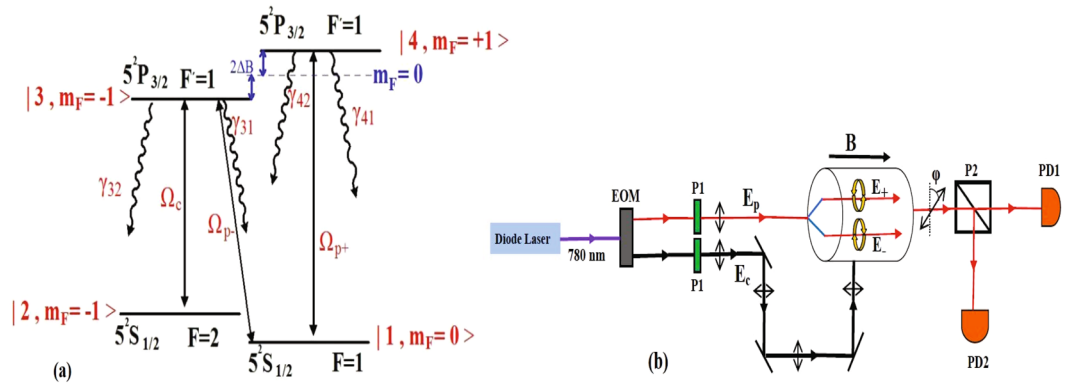 5²P3/2 F'=1
| 4 , mF = +1 >
2ΔB
mF = 0
5²P3/2 F'=1
| 3 , mF = -1 >
γ42
γ41
γ31
γ32
Ωc
Ωp-
Ωp+
| 2 , mF = -1 >
5²S1/2 F=2
| 1 , mF = 0 >
5²S1/2 F=1
(a)
B
EOM
P1
Ep
E+
E-
φ
P2
PD1
Diode Laser
780 nm
P1
Ec
PD2
(b)